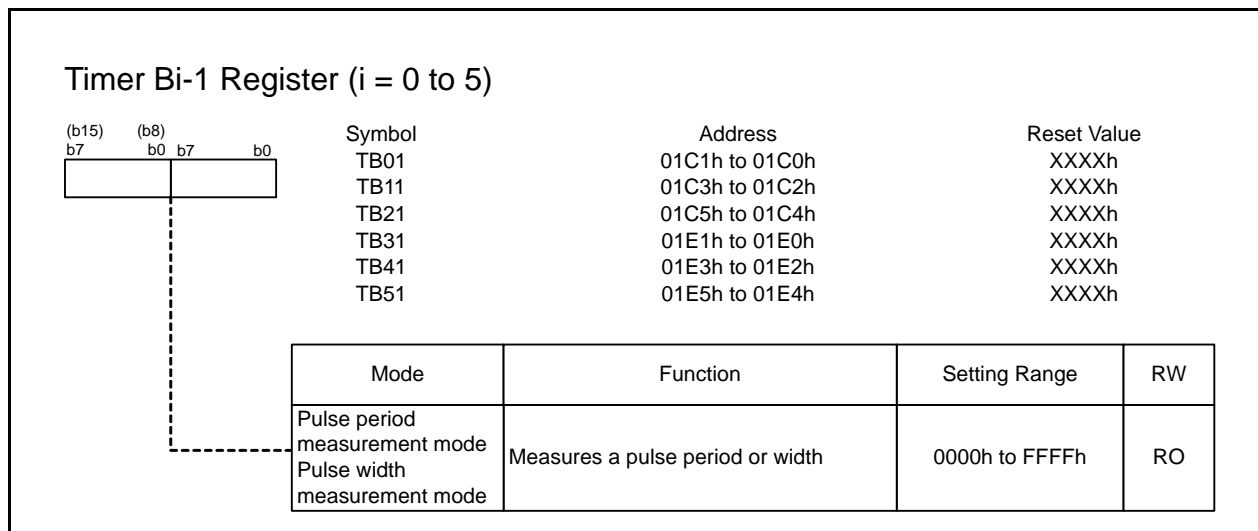 Timer Bi-1 Register (i = 0 to 5)
(b15) (b8)
b7 b0 b7 b0
Symbol Address Reset Value
TB01 01C1h to 01C0h XXXXh
TB11 01C3h to 01C2h XXXXh
TB21 01C5h to 01C4h XXXXh
TB31 01E1h to 01E0h XXXXh
TB41 01E3h to 01E2h XXXXh
TB51 01E5h to 01E4h XXXXh
Mode Function Setting Range RW
Pulse period
measurement mode
Pulse width
measurement mode
Measures a pulse period or width 0000h to FFFFh RO